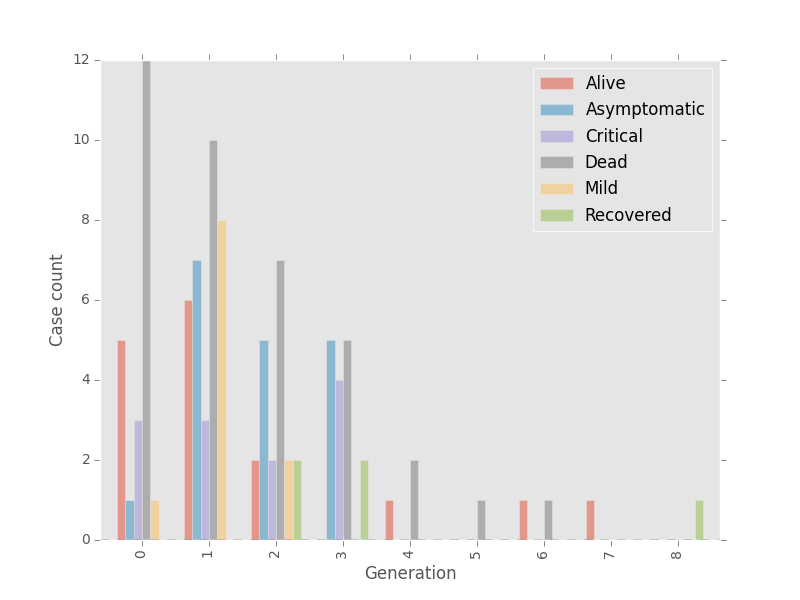 12
10
8
6
4
2
0
Case count
Alive
Asymptomatic
Critical
Dead
Mild
Recovered
0 1 2 3 4 5 6 7 8
Generation